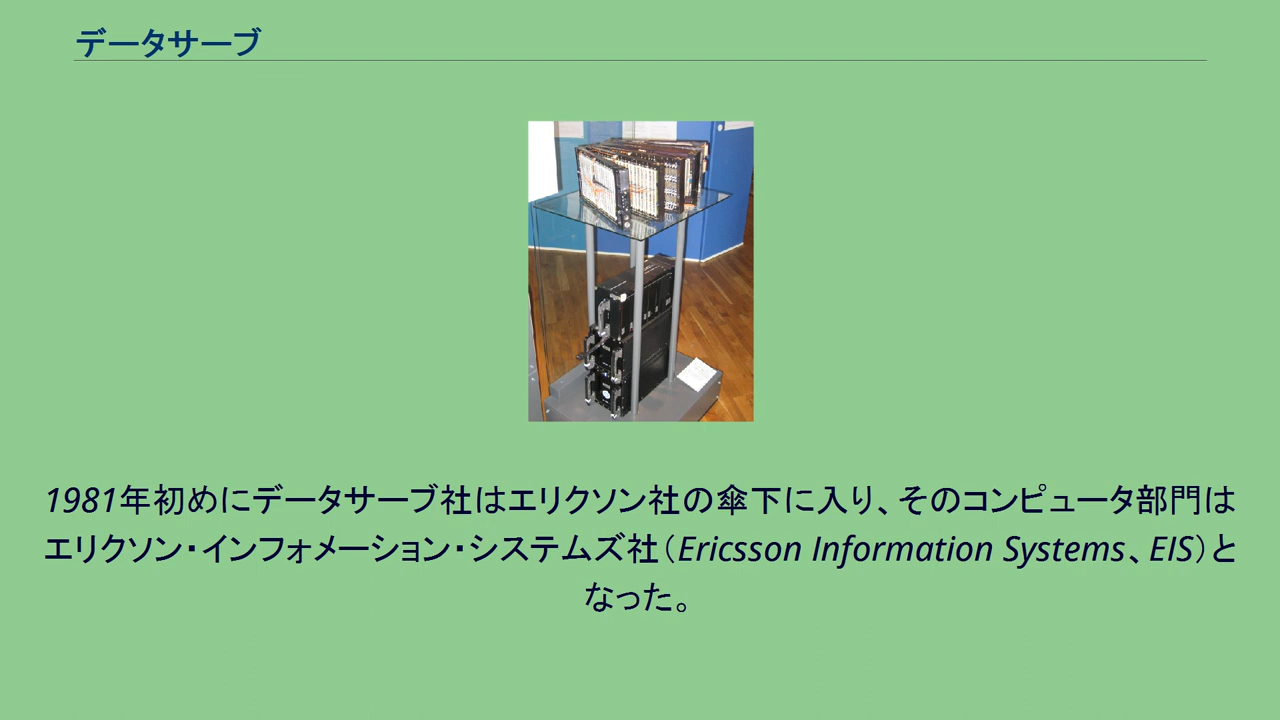 データサーブ
1981年初めにデータサーブ社はエリクソン社の傘下に入り、そのコンピュータ部門は
エリクソン・インフォメーション・システムズ社（Ericsson Information Systems、EIS）と
なった。